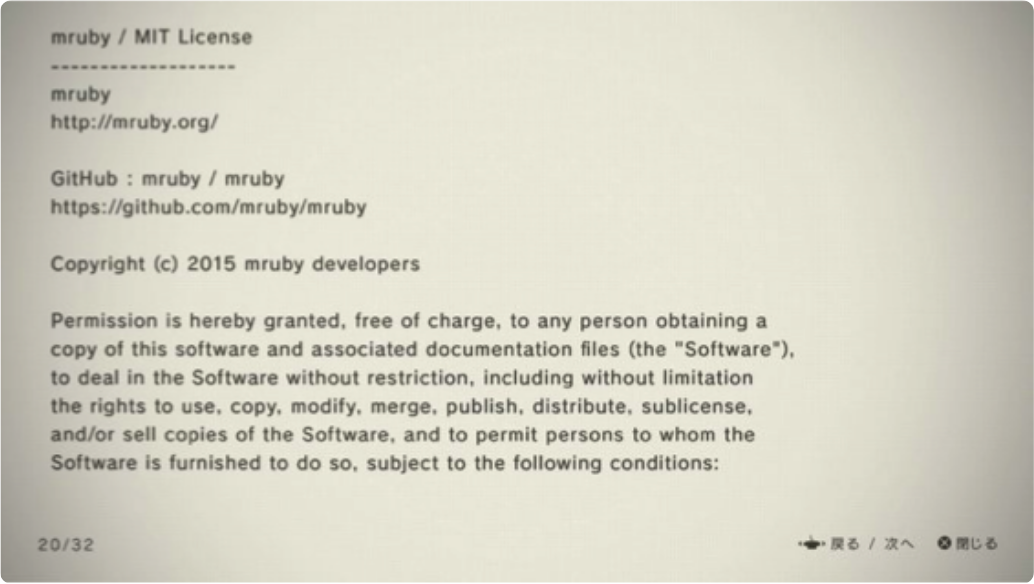 mruby / MIT License
-------------------
mruby
http://mruby.org/
GitHub : mruby / mruby
https://github.com/mruby/mruby
Copyright (c) 2015 mruby developers
Permission is hereby granted, free of charge, to any person obtaining a
copy of this software and associated documentation files (the "Software"),
to deal in the Software without restriction, including without limitation
the rights to use, copy, modify, merge, publish, distribute, sublicense,
and/or sell copies of the Software, and to permit persons to whom the
Software is furnished to do so, subject to the following conditions:
20/32 戻る / 次へ 閉じる